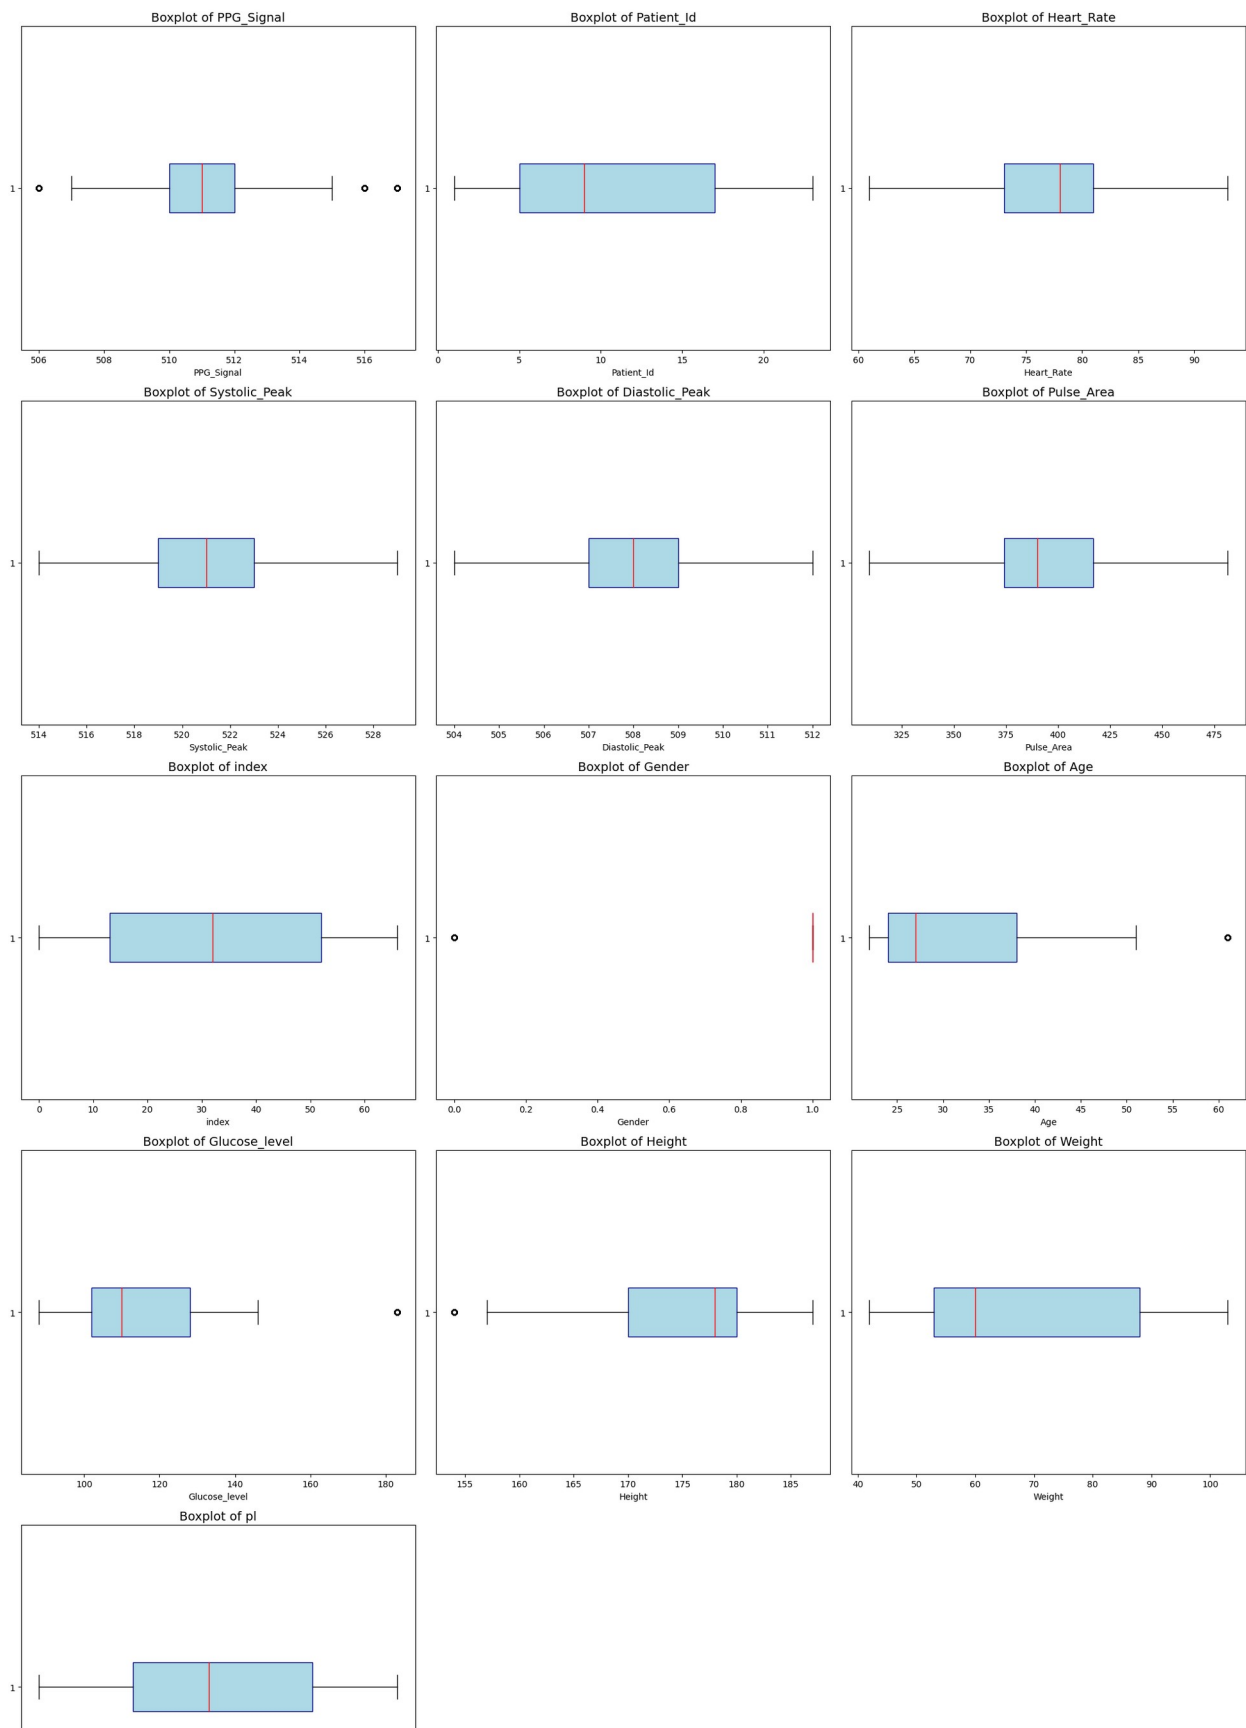 Boxplot of PPG_Signal Boxplot of Patient_Id Boxplot of Heart_Rate
1 1 1
506 508 510 512 514 516 0 5 10 15 20 60 65 70 75 80 85 90
PPG_Signal Patient_Id Heart_Rate
Boxplot of Systolic_Peak Boxplot of Diastolic_Peak Boxplot of Pulse_Area
1 1 1
514 516 518 520 522 524 526 528 504 505 506 507 508 509 510 511 512 325 350 375 400 425 450 475
Systolic_Peak Diastolic_Peak Pulse_Area
Boxplot of index Boxplot of Gender Boxplot of Age
1 1 1
0 10 20 30 40 50 60 0.0 0.2 0.4 0.6 0.8 1.0 25 30 35 40 45 50 55 60
index Gender Age
Boxplot of Glucose_level Boxplot of Height Boxplot of Weight
1 1 1
100 120 140 160 180 155 160 165 170 175 180 185 40 50 60 70 80 90 100
Glucose_level Height Weight
Boxplot of pl
1